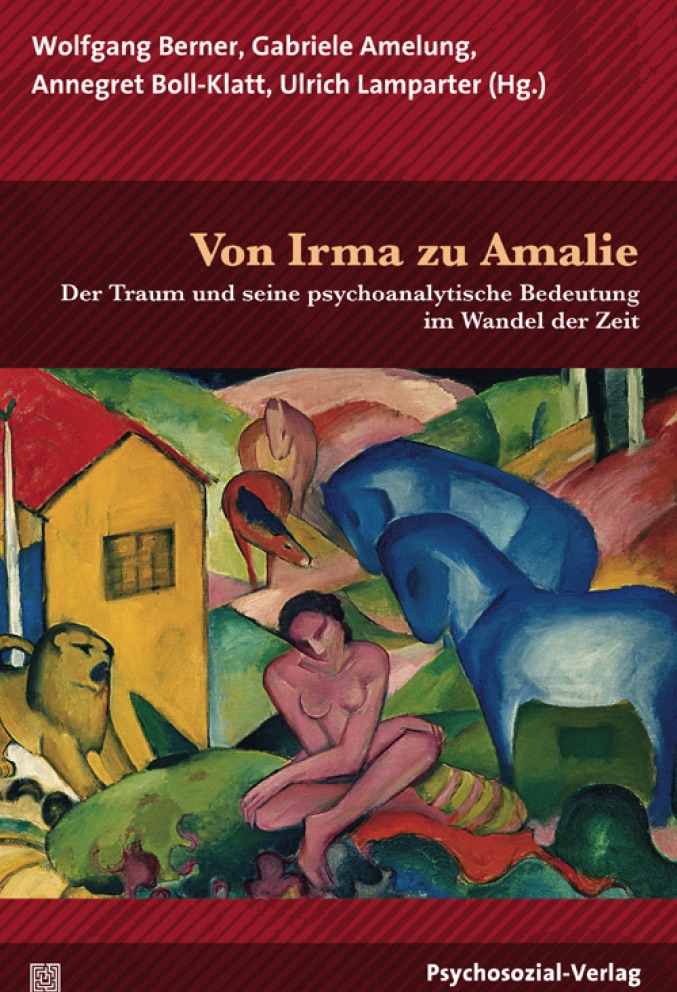 Wolfgang Berner, Gabriele Amelung,
Annegret Boll-Klatt, Ulrich Lamparter (Hg.)
Von Irma zu Amalie
Der Traum und seine psychoanalytische Bedeutung
im Wandel der Zeit
Psychosozial-Verlag